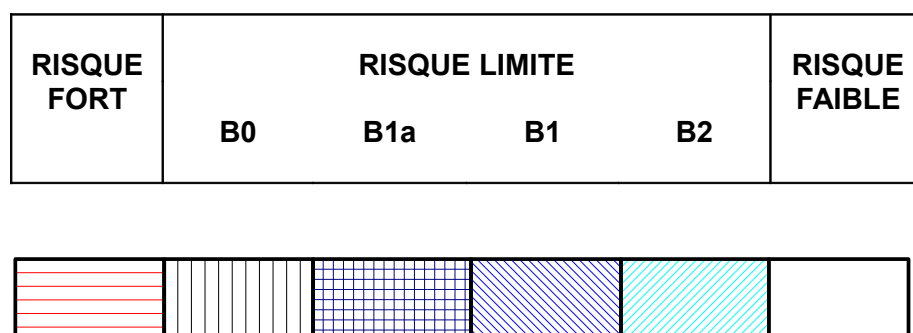 RISQUE FORT
RISQUE LIMITE
B0 B1a B1 B2
RISQUE FAIBLE